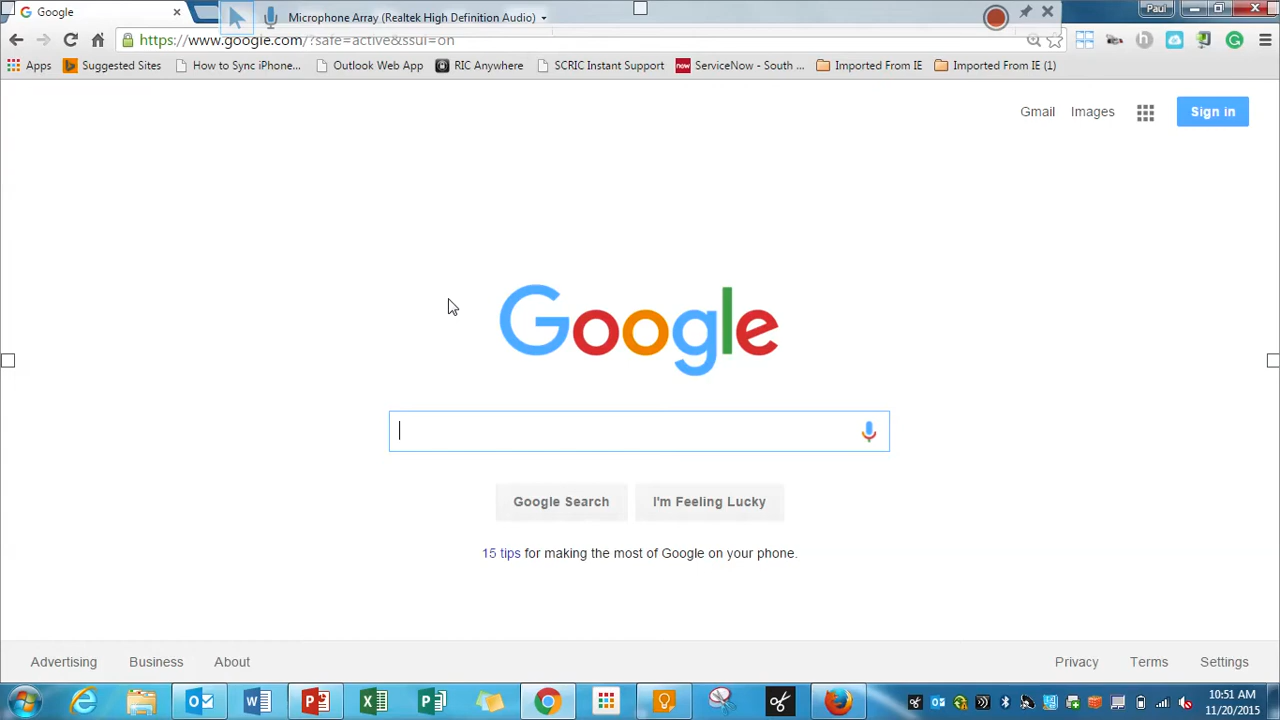 Google
Microphone Array (Realtek High Definition Audio)
Paul
https://www.google.com/?safe=active&ssui=on
Apps
Suggested Sites
How to Sync iPhone...
Outlook Web App
RIC Anywhere
SCRIC Instant Support
now
ServiceNow - South ...
Imported From IE
Imported From IE (1)
Gmail
Images
Sign in
Google
Google Search
I'm Feeling Lucky
15 tips for making the most of Google on your phone.
Advertising
Business
About
Privacy
Terms
Settings
10:51 AM
11/20/2015